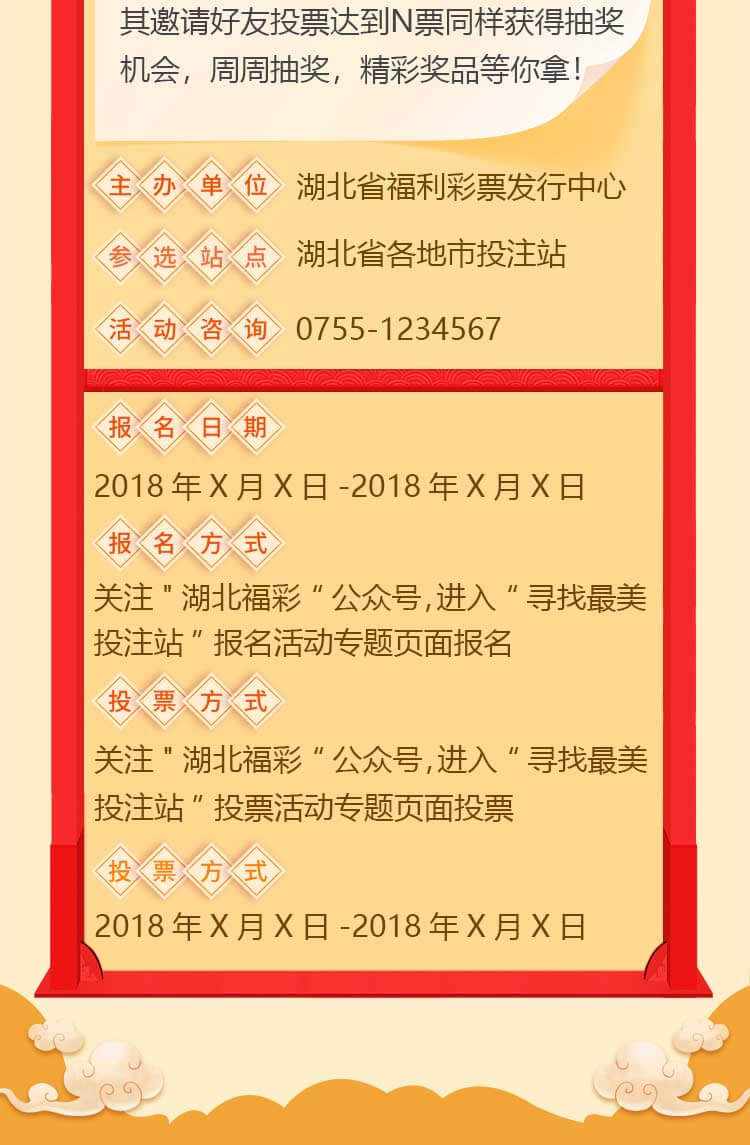 其邀请好友投票达到N票同样获得抽奖
机会，周周抽奖，精彩奖品等你拿！
主办单位 湖北省福利彩票发行中心
参选站点 湖北省各地市投注站
活动咨询 0755-1234567
报名日期
2018 年 X 月 X 日 -2018 年 X 月 X 日
报名方式
关注 " 湖北福彩 “ 公众号,进入 “ 寻找最美
投注站 ” 报名活动专题页面报名
投票方式
关注 " 湖北福彩 “ 公众号,进入 “ 寻找最美
投注站 ” 投票活动专题页面投票
投票方式
2018 年 X 月 X 日 -2018 年 X 月 X 日